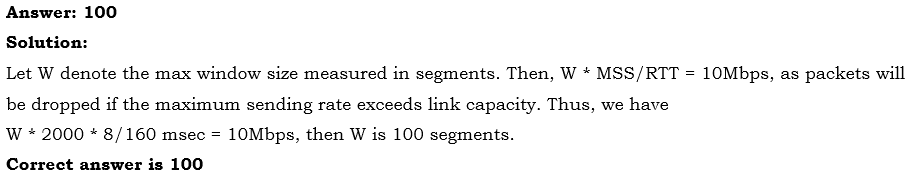 Answer: 100
Solution:
Let W denote the max window size measured in segments. Then, W * MSS/RTT = 10Mbps, as packets will
be dropped if the maximum sending rate exceeds link capacity. Thus, we have
W * 2000 * 8/160 msec = 10Mbps, then W is 100 segments.
Correct answer is 100